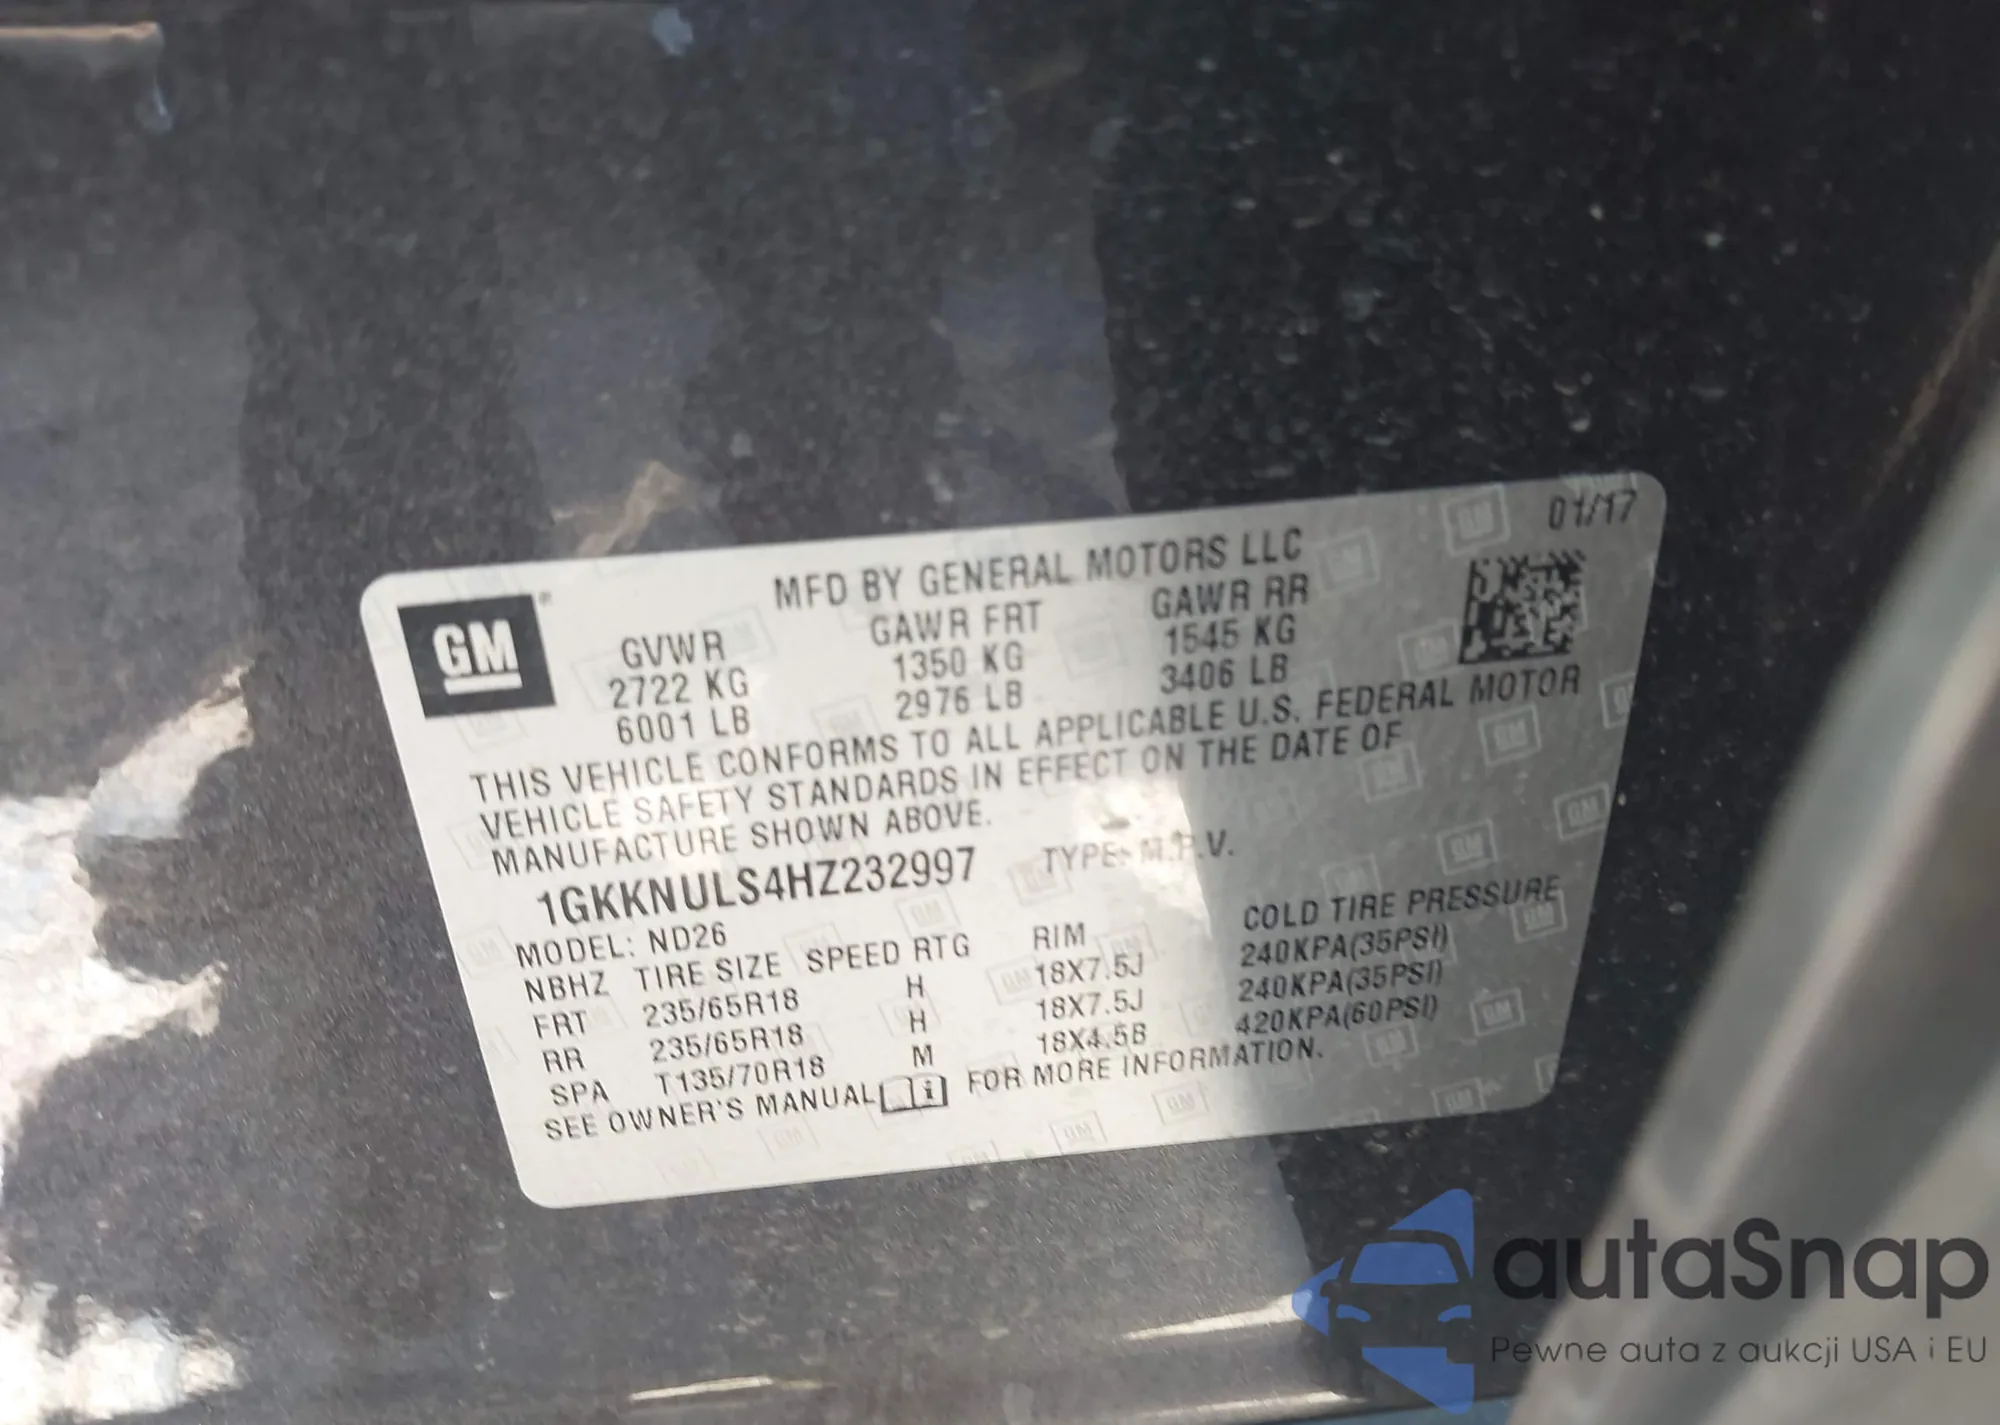 01/17
MFD BY GENERAL MOTORS LLC
GM®
GVWR GAWR FRT GAWR RR
2722 KG 1350 KG 1545 KG
6001 LB 2976 LB 3406 LB
THIS VEHICLE CONFORMS TO ALL APPLICABLE U.S. FEDERAL MOTOR
VEHICLE SAFETY STANDARDS IN EFFECT ON THE DATE OF
MANUFACTURE SHOWN ABOVE.
1GKKNULS4HZ232997 TYPE: M.P.V.
MODEL: ND26
NBHZ TIRE SIZE SPEED RTG RIM COLD TIRE PRESSURE
FRT 235/65R18 H 18X7.5J 240KPA(35PSI)
RR 235/65R18 H 18X7.5J 240KPA(35PSI)
SPA T135/70R18 M 18X4.5B 420KPA(60PSI)
SEE OWNER'S MANUAL i FOR MORE INFORMATION.
autaSnap
Pewne auta z aukcji USA i EU